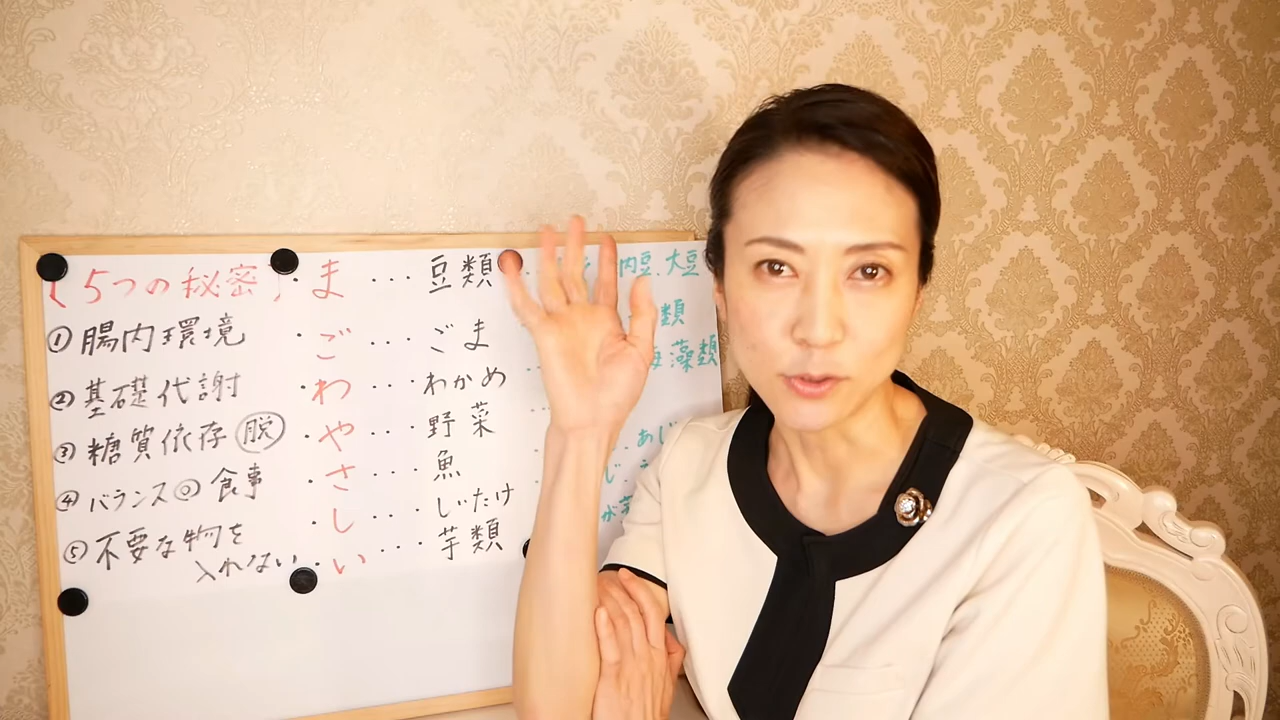 【5つの秘密】
①腸内環境
②基礎代謝
③糖質依存 脱
④バランス◎食事
⑤不要な物を
入れない
・ま・・・豆類
・ご・・・ごま
・わ・・・わかめ
・や・・・野菜
・さ・・・魚
・し・・・しいたけ
・い・・・芋類
内豆、大豆
類
海藻類
あじ